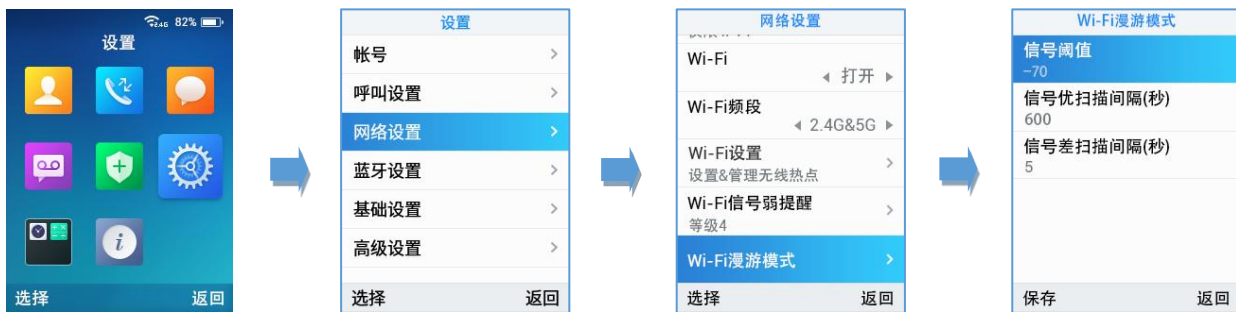 2.4G 82%
设置
选择 返回
设置
帐号
呼叫设置
网络设置
蓝牙设置
基础设置
高级设置
选择 返回
网络设置
Wi-Fi
打开
Wi-Fi频段
2.4G&5G
Wi-Fi设置
设置&管理无线热点
Wi-Fi信号弱提醒
等级4
Wi-Fi漫游模式
选择 返回
Wi-Fi漫游模式
信号阈值
-70
信号优扫描间隔(秒)
600
信号差扫描间隔(秒)
5
保存 返回